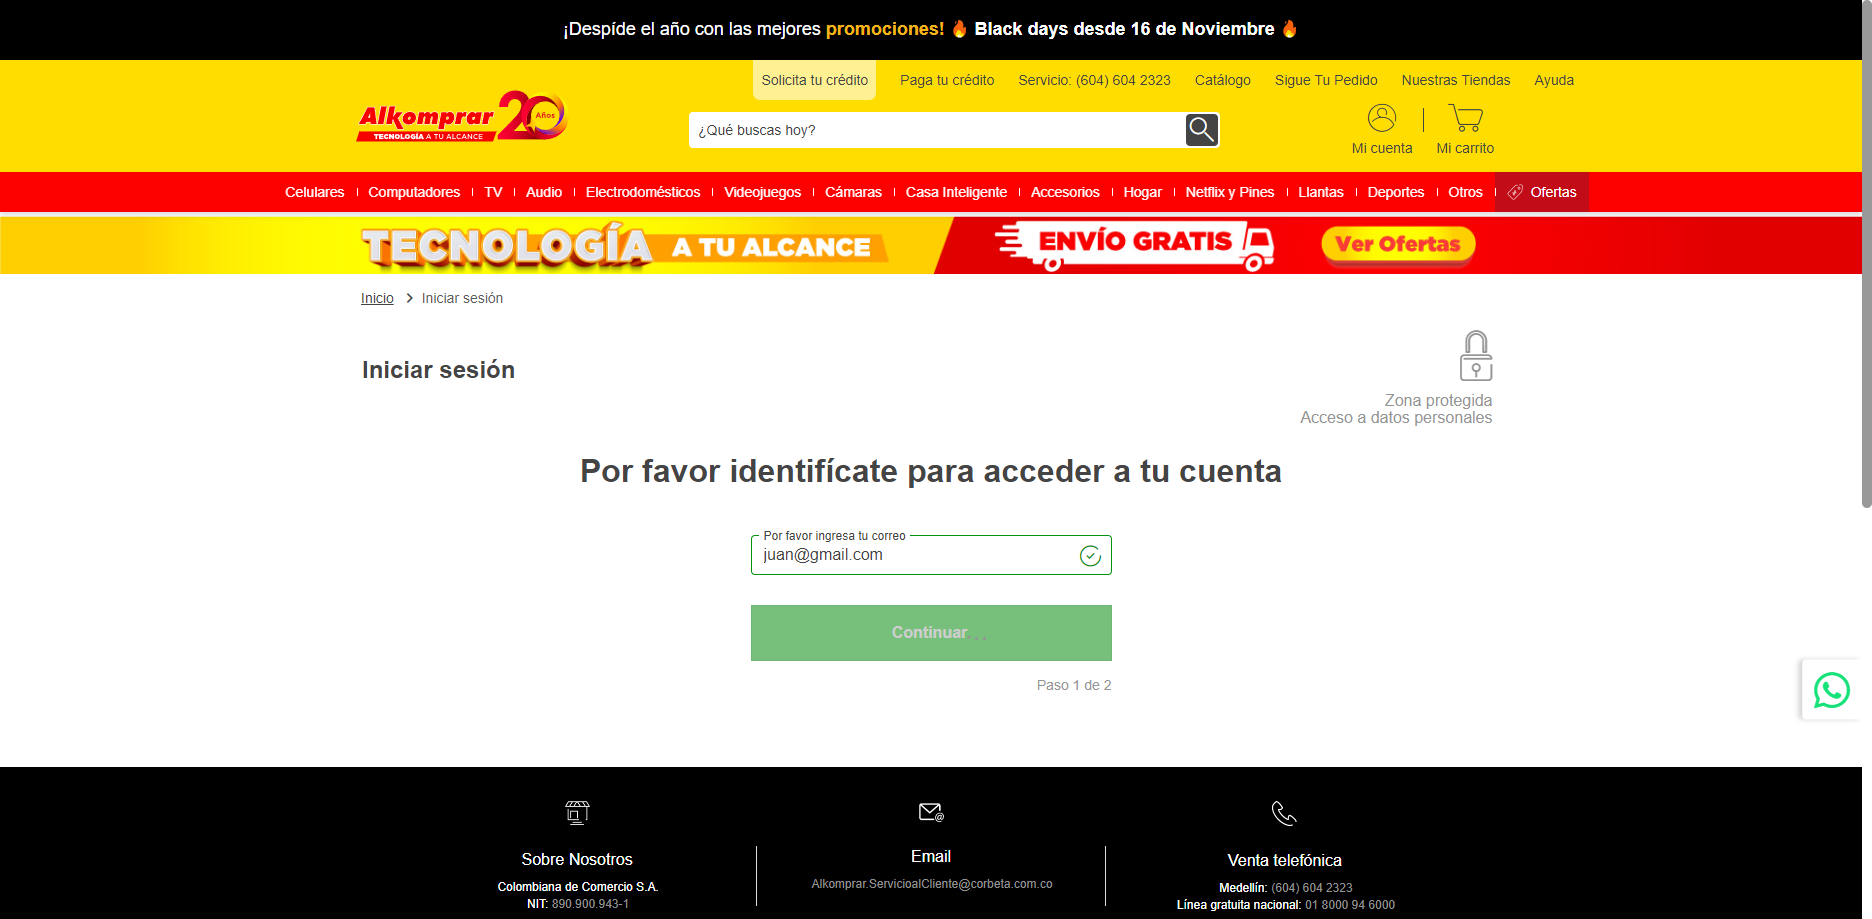 ¡Despíde el año con las mejores promociones! 🔥 Black days desde 16 de Noviembre 🔥
Solicita tu crédito
Paga tu crédito
Servicio: (604) 604 2323
Catálogo
Sigue Tu Pedido
Nuestras Tiendas
Ayuda
Alkomprar 20 Años
TECNOLOGÍA A TU ALCANCE
¿Qué buscas hoy?
Mi cuenta
Mi carrito
Celulares
Computadores
TV
Audio
Electrodomésticos
Videojuegos
Cámaras
Casa Inteligente
Accesorios
Hogar
Netflix y Pines
Llantas
Deportes
Otros
Ofertas
TECNOLOGÍA A TU ALCANCE
ENVÍO GRATIS
Ver Ofertas
Inicio > Iniciar sesión
Iniciar sesión
Zona protegida
Acceso a datos personales
Por favor identifícate para acceder a tu cuenta
Por favor ingresa tu correo
juan@gmail.com
Continuar...
Paso 1 de 2
Sobre Nosotros
Colombiana de Comercio S.A.
NIT: 890.900.943-1
Email
Alkomprar.ServicioalCliente@corbeta.com.co
Venta telefónica
Medellín: (604) 604 2323
Línea gratuita nacional: 01 8000 94 6000